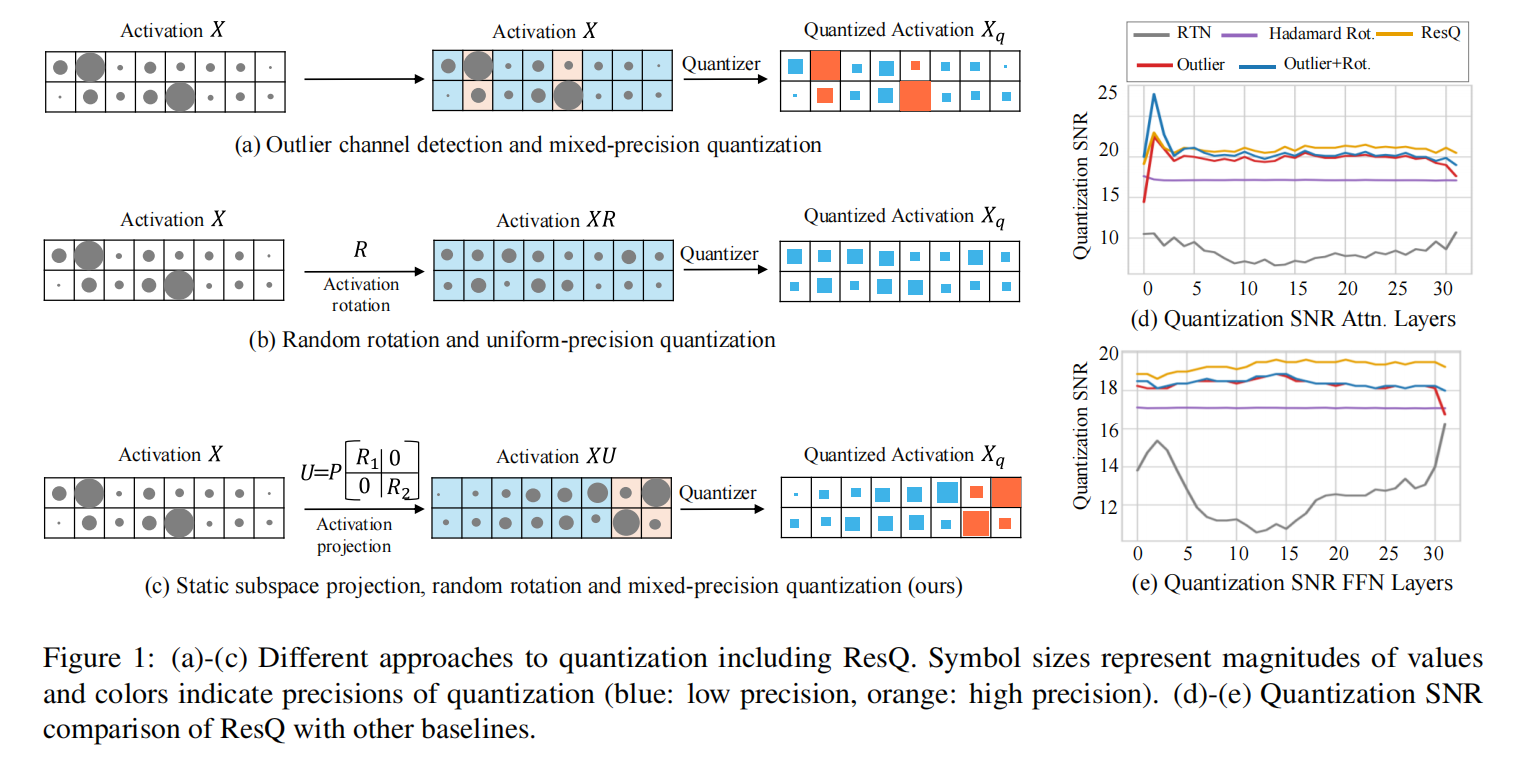 Activation X
Activation X
Quantized Activation Xq
Quantizer
(a) Outlier channel detection and mixed-precision quantization
Activation X
Activation XR
Quantized Activation Xq
R
Activation
rotation
Quantizer
(b) Random rotation and uniform-precision quantization
Activation X
Activation XU
Quantized Activation Xq
U=P
R1 0
0 R2
Activation
projection
Quantizer
(c) Static subspace projection, random rotation and mixed-precision quantization (ours)
RTN Hadamard Rot. ResQ
Outlier Outlier+Rot.
Quantization SNR
25
20
15
10
0 5 10 15 20 25 30
(d) Quantization SNR Attn. Layers
Quantization SNR
20
18
16
14
12
0 5 10 15 20 25 30
(e) Quantization SNR FFN Layers
Figure 1: (a)-(c) Different approaches to quantization including ResQ. Symbol sizes represent magnitudes of values
and colors indicate precisions of quantization (blue: low precision, orange: high precision). (d)-(e) Quantization SNR
comparison of ResQ with other baselines.